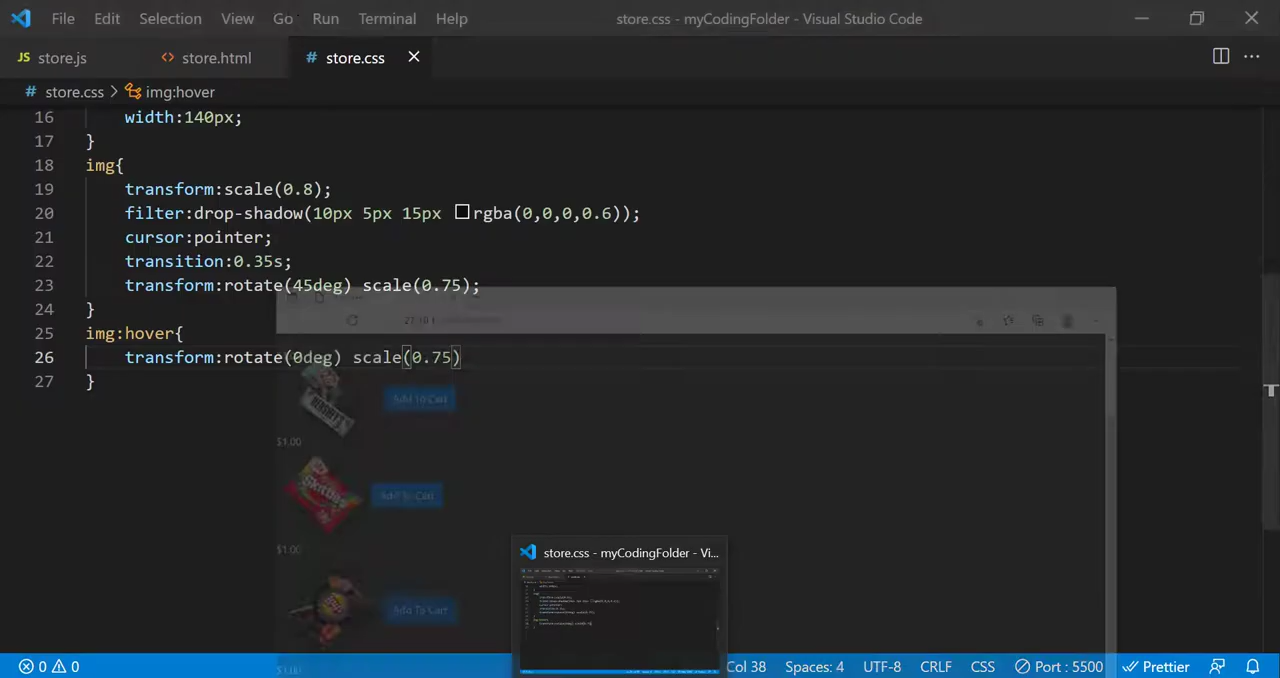 File Edit Selection View Go Run Terminal Help store.css - myCodingFolder - Visual Studio Code
JS store.js <> store.html # store.css
# store.css > img:hover
16 width:140px;
17 }
18 img{
19 transform:scale(0.8);
20 filter:drop-shadow(10px 5px 15px rgba(0,0,0,0.6));
21 cursor:pointer;
22 transition:0.35s;
23 transform:rotate(45deg) scale(0.75);
24 }
25 img:hover{
26 transform:rotate(0deg) scale(0.75)
27 }
Add To Cart
$1.00
Skittles
Add To Cart
$1.00
Add To Cart
$1.00
store.css - myCodingFolder - Vi...
0 0 Col 38 Spaces: 4 UTF-8 CRLF CSS Port : 5500 Prettier